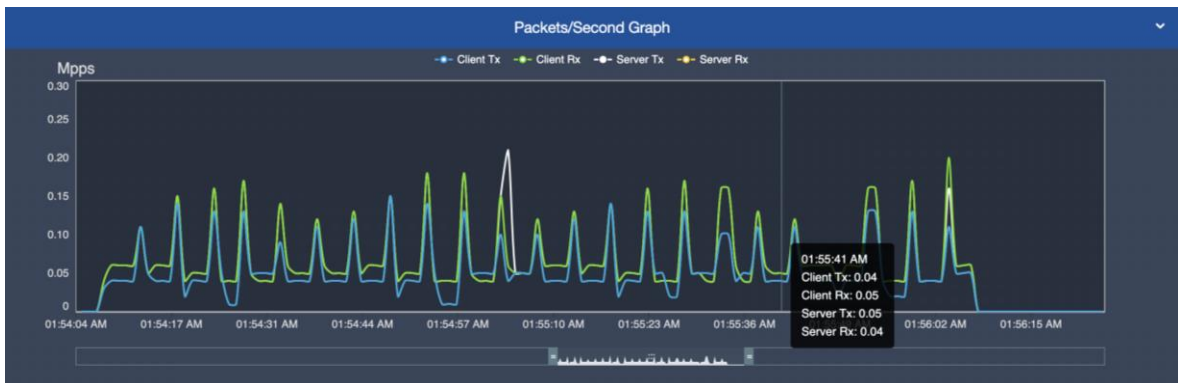 Packets/Second Graph
Client Tx Client Rx Server Tx Server Rx
Mpps
0.30
0.25
0.20
0.15
0.10
0.05
0
01:55:41 AM
Client Tx: 0.04
Client Rx: 0.05
Server Tx: 0.05
Server Rx: 0.04
01:54:04 AM 01:54:17 AM 01:54:31 AM 01:54:44 AM 01:54:57 AM 01:55:10 AM 01:55:23 AM 01:55:36 AM 01:56:02 AM 01:56:15 AM